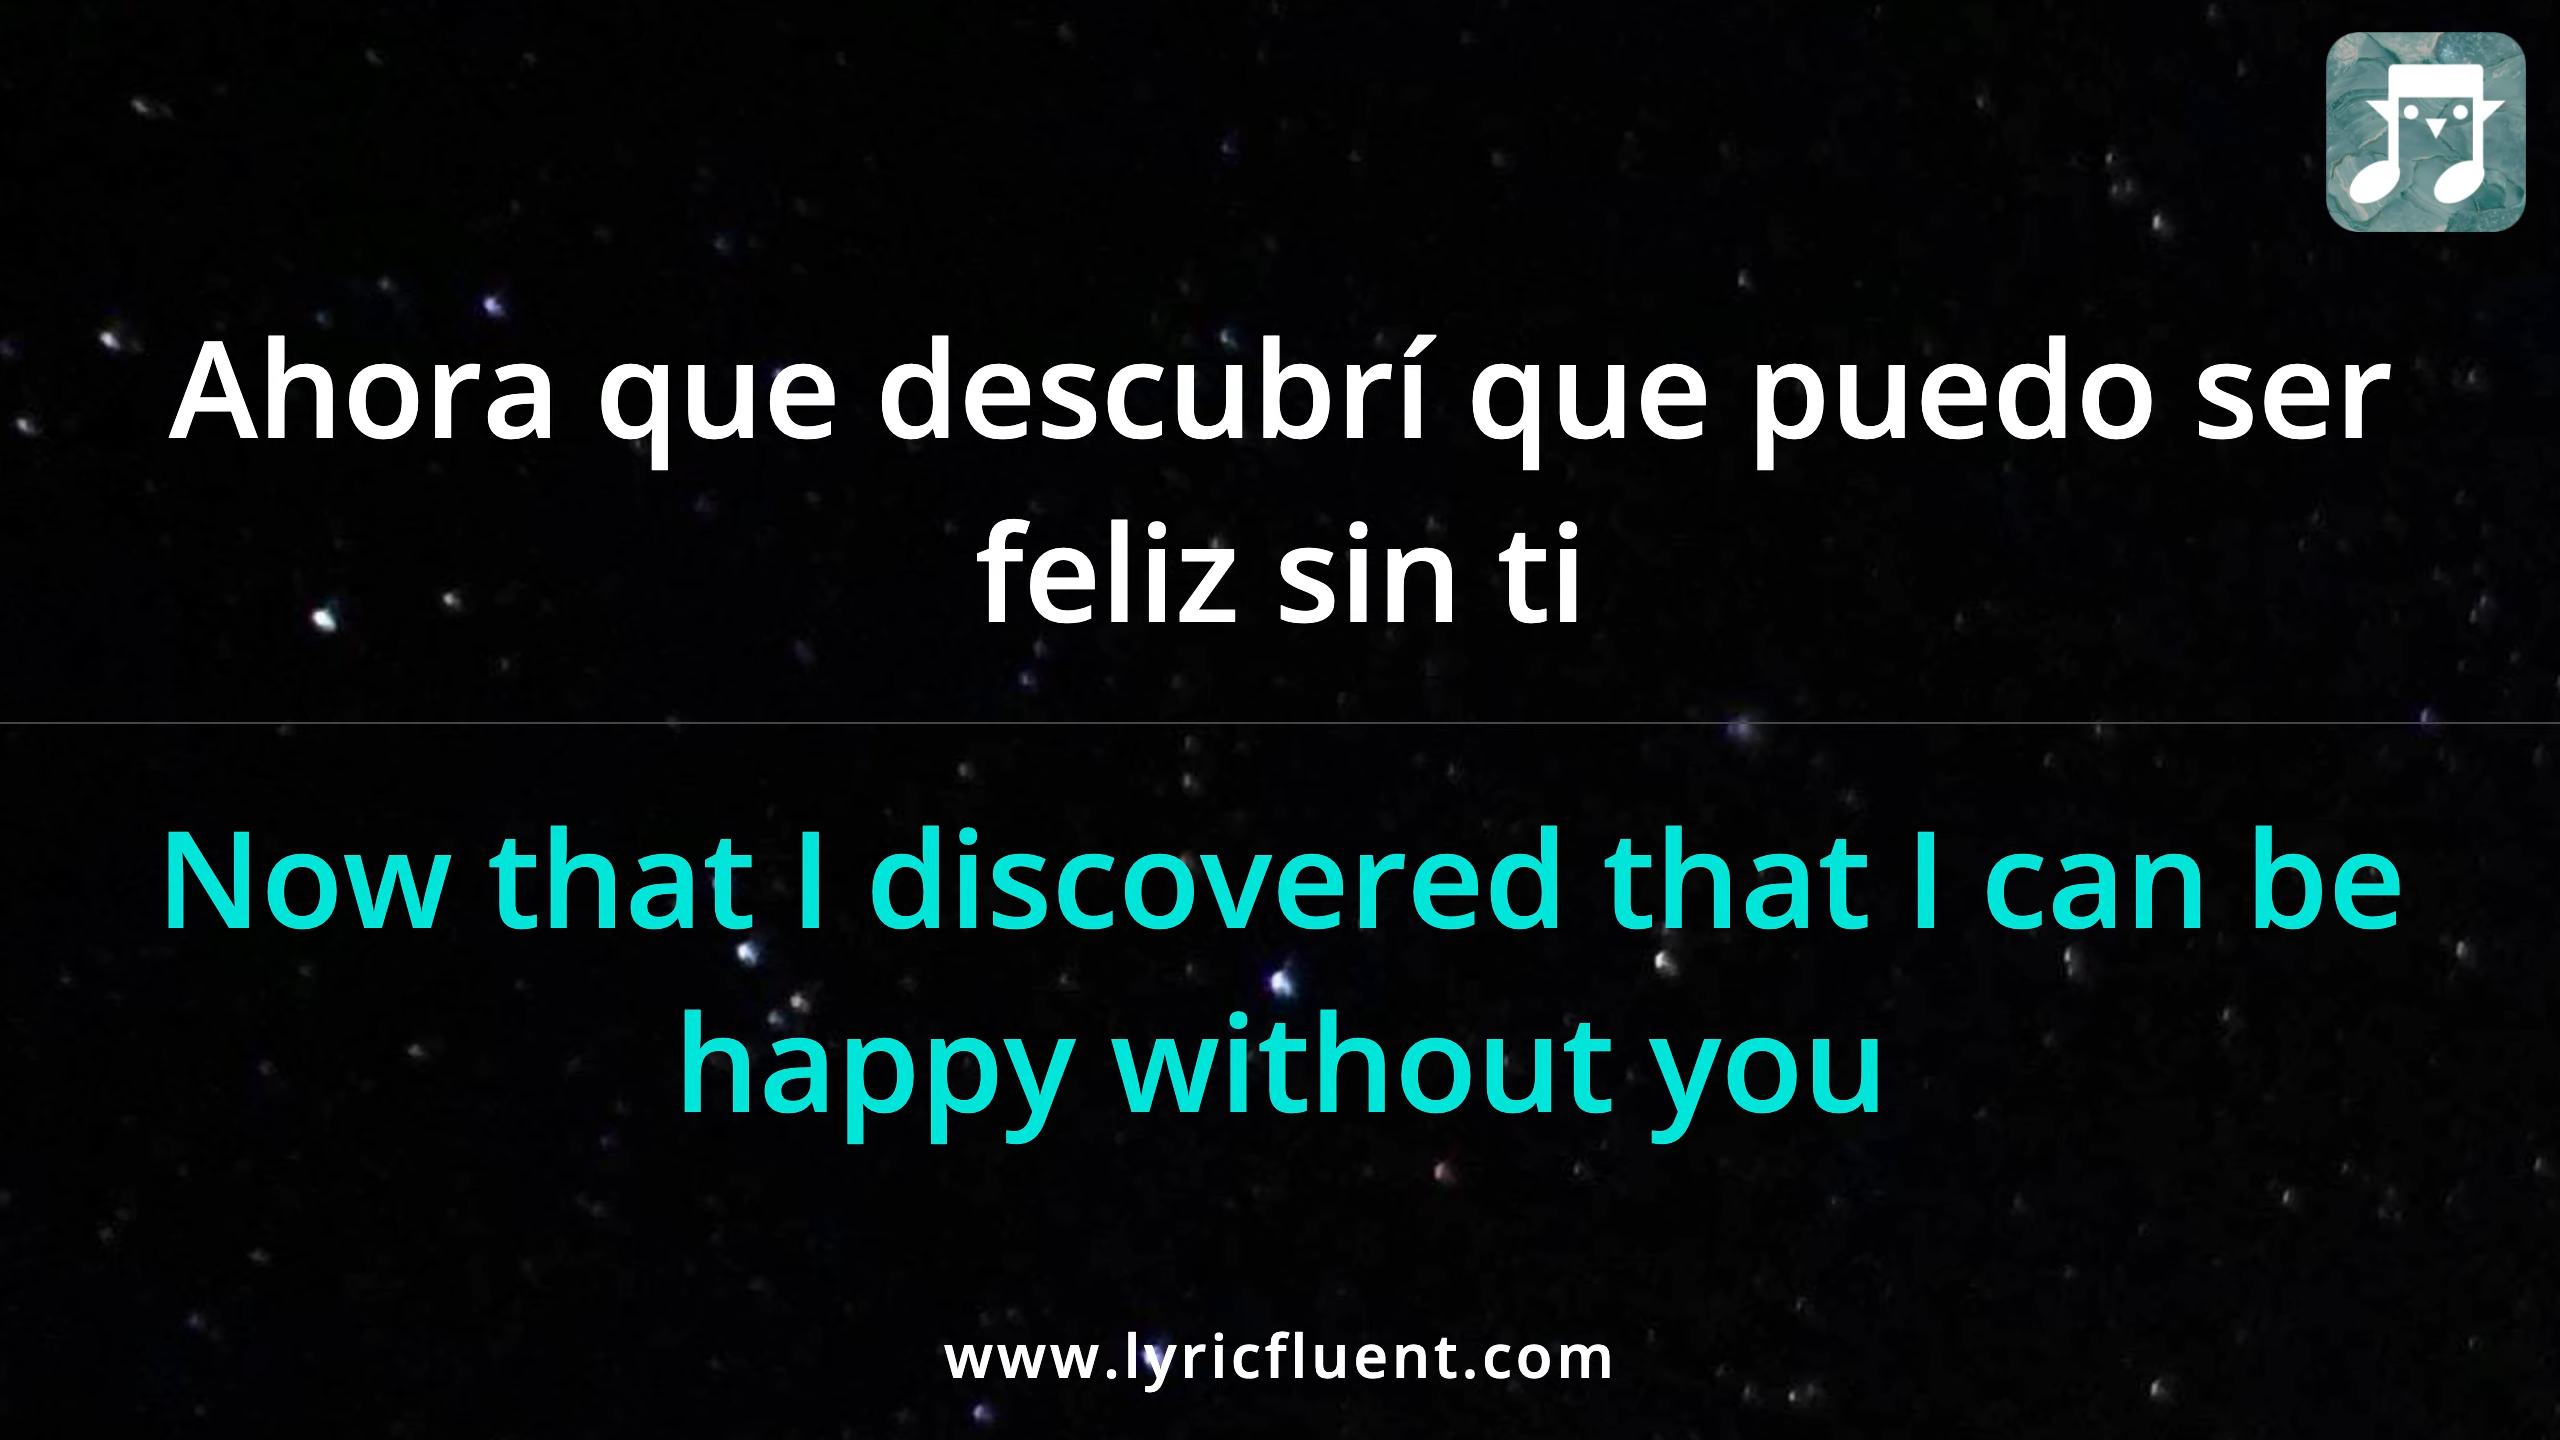 Ahora que descubrí que puedo ser
feliz sin ti
Now that I discovered that I can be
happy without you
www.lyricfluent.com